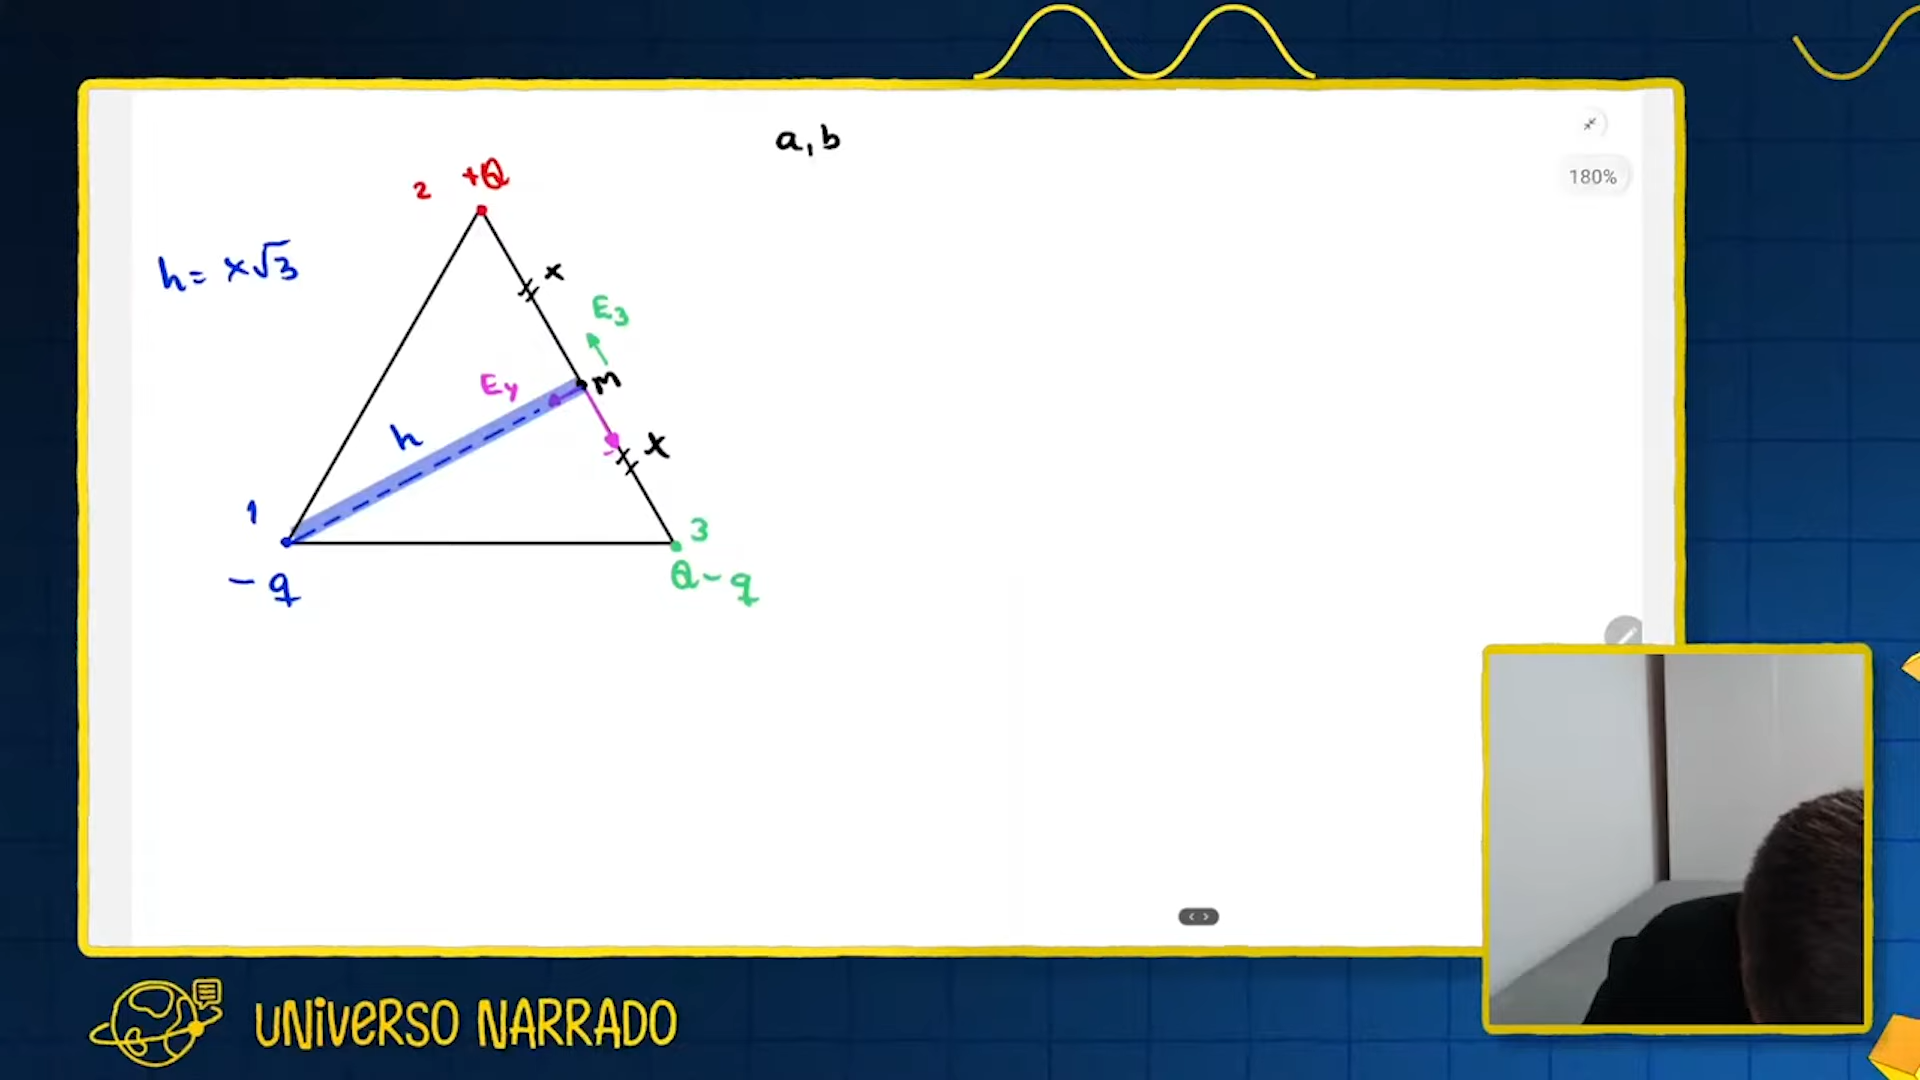 a, b
180%
2 +Q
h = x√3
x
E3
M
Ey
h
x
1
3
- q
Q - q
UNIVERSO NARRADO